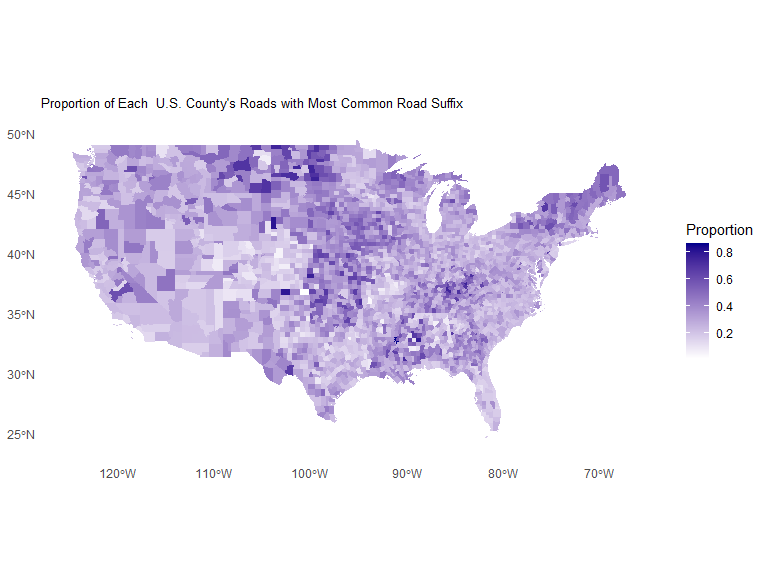 Proportion of Each  U.S. County's Roads with Most Common Road Suffix
50°N
45°N
40°N
35°N
30°N
25°N
120°W 110°W 100°W 90°W 80°W 70°W
Proportion
0.8
0.6
0.4
0.2